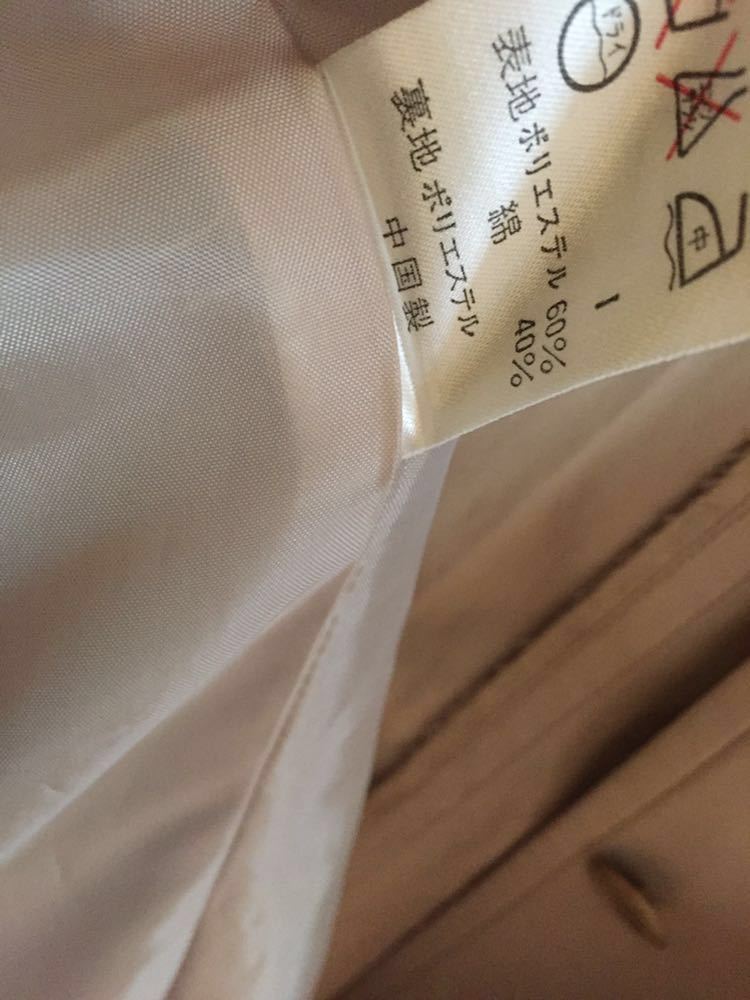 ドライ
中
表地 ポリエステル 60%
綿 40%
裏地 ポリエステル
中国製